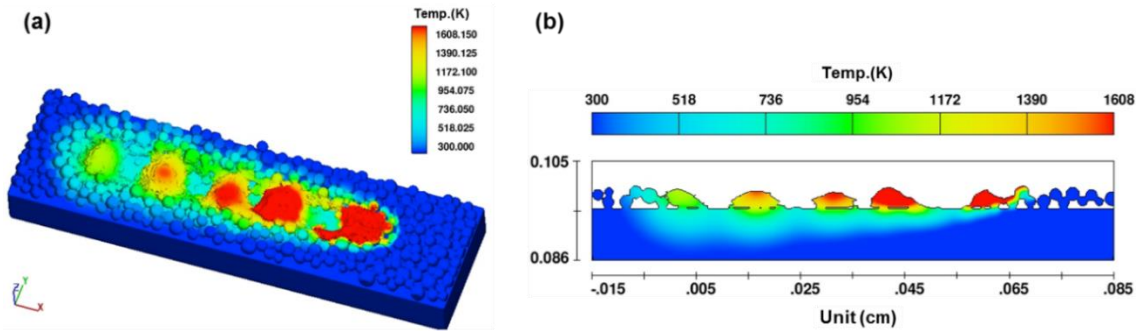 (a)
Temp.(K)
1608.150
1390.125
1172.100
954.075
736.050
518.025
300.000
Z Y X
(b)
Temp.(K)
300 518 736 954 1172 1390 1608
0.105
0.086
-.015 .005 .025 .045 .065 .085
Unit (cm)